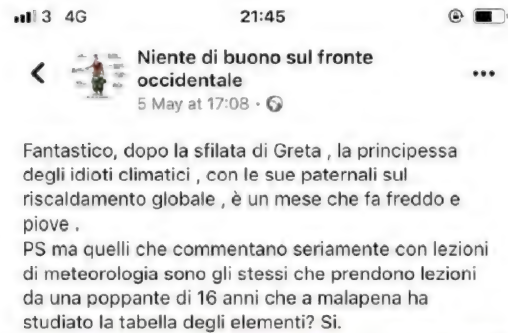 3 4G 21:45
Niente di buono sul fronte
occidentale
5 May at 17:08 ·
Fantastico, dopo la sfilata di Greta , la principessa
degli idioti climatici , con le sue paternali sul
riscaldamento globale , è un mese che fa freddo e
piove .
PS ma quelli che commentano seriamente con lezioni
di meteorologia sono gli stessi che prendono lezioni
da una poppante di 16 anni che a malapena ha
studiato la tabella degli elementi? Si.